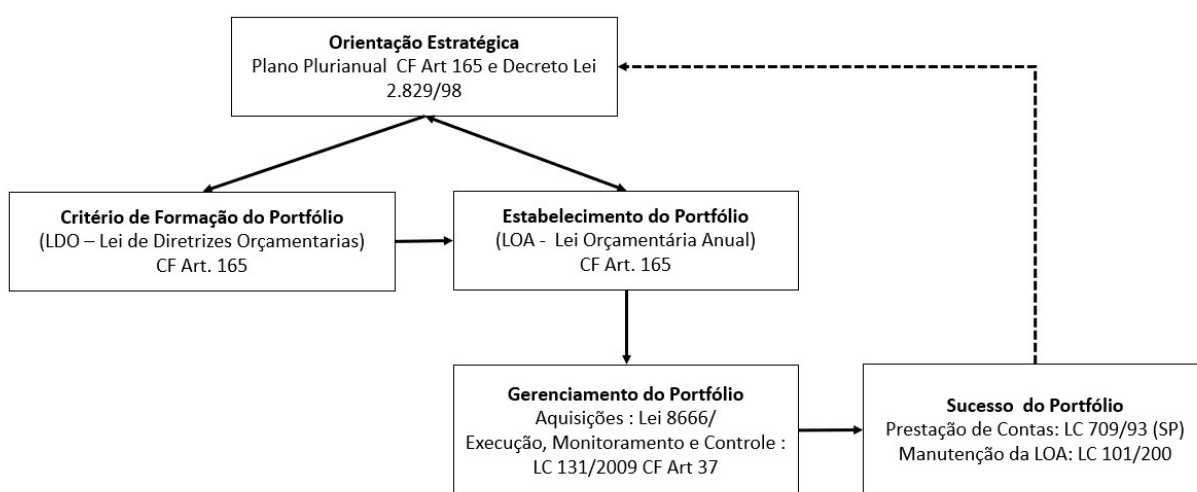 Orientação Estratégica
Plano Plurianual CF Art 165 e Decreto Lei
2.829/98
Critério de Formação do Portfólio
(LDO – Lei de Diretrizes Orçamentarias)
CF Art. 165
Estabelecimento do Portfólio
(LOA - Lei Orçamentária Anual)
CF Art. 165
Gerenciamento do Portfólio
Aquisições : Lei 8666/
Execução, Monitoramento e Controle :
LC 131/2009 CF Art 37
Sucesso do Portfólio
Prestação de Contas: LC 709/93 (SP)
Manutenção da LOA: LC 101/200